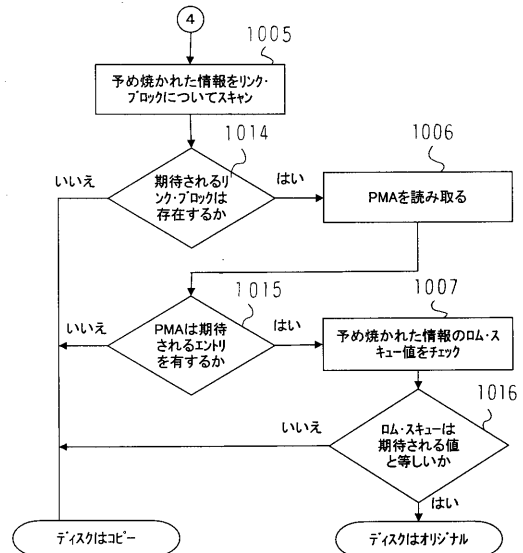 4
1005
予め焼かれた情報をリンク・
ブロックについてスキャン
1014
1006
いいえ
期待されるリ
ンク・ブロックは
存在するか
はい
PMAを読み取る
1015
1007
いいえ
PMAは期待
されるエントリ
を有するか
はい
予め焼かれた情報のロム・ス
キュー値をチェック
1016
いいえ
ロム・スキューは
期待される値
と等しいか
はい
ディスクはコピー
ディスクはオリジナル